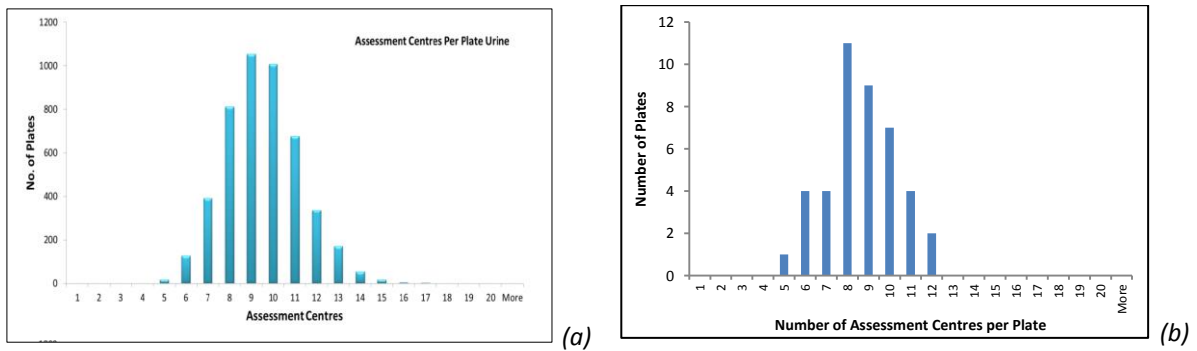 1200
Assessment Centres Per Plate Urine
1000
800
600
400
200
0
No. of Plates
1 2 3 4 5 6 7 8 9 10 11 12 13 14 15 16 17 18 19 20 More
Assessment Centres
(a)
12
10
8
6
4
2
0
Number of Plates
1 2 3 4 5 6 7 8 9 10 11 12 13 14 15 16 17 18 19 20 More
Number of Assessment Centres per Plate
(b)